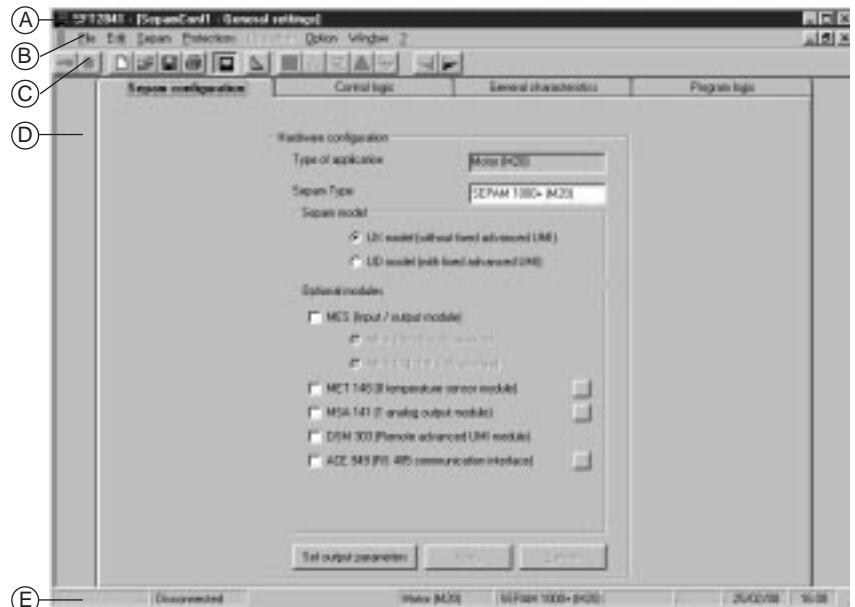 A
SFT2841 - [SepamConf1 - General settings]
B
File Edit Sepam Protections Option Window ?
C
Sepam configuration Control logic General characteristics Program logic
D
Hardware configuration
Type of application Motor (M20)
Sepam Type SEPAM 1000+ (M20)
Sepam model
UX model (without fixed advanced UMI)
UD model (with fixed advanced UMI)
Optional modules
MES (Input / output module)
MET 148 (8 temperature sensor module)
MSA 141 (1 analog output module)
DSM 303 (Remote advanced UMI module)
ACE 949 (RS 485 communication interface)
Set output parameters
E
Disconnected Motor (M20) SEPAM 1000+ (M20) 25/02/00 16:08